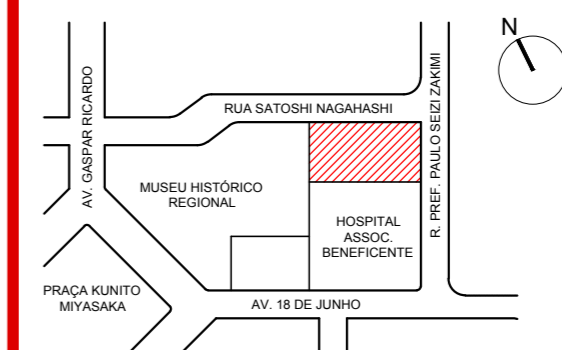 N
RUA SATOSHI NAGAHASHI
AV. GASPAR RICARDO
R. PREF. PAULO SEIZI ZAKIMI
MUSEU HISTÓRICO
REGIONAL
HOSPITAL
ASSOC.
BENEFICENTE
PRAÇA KUNITO
MIYASAKA
AV. 18 DE JUNHO